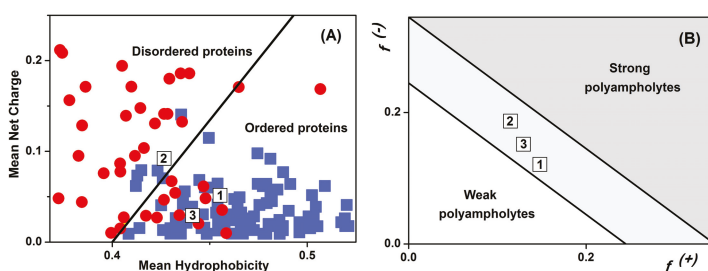 (A)
Disordered proteins
Ordered proteins
Mean Net Charge
0.2
0.1
0.0
2
1
3
0.4
0.5
Mean Hydrophobicity
(B)
f (-)
Strong
polyampholytes
0.2
2
3
1
Weak
polyampholytes
0.0
0.0
0.2
f (+)